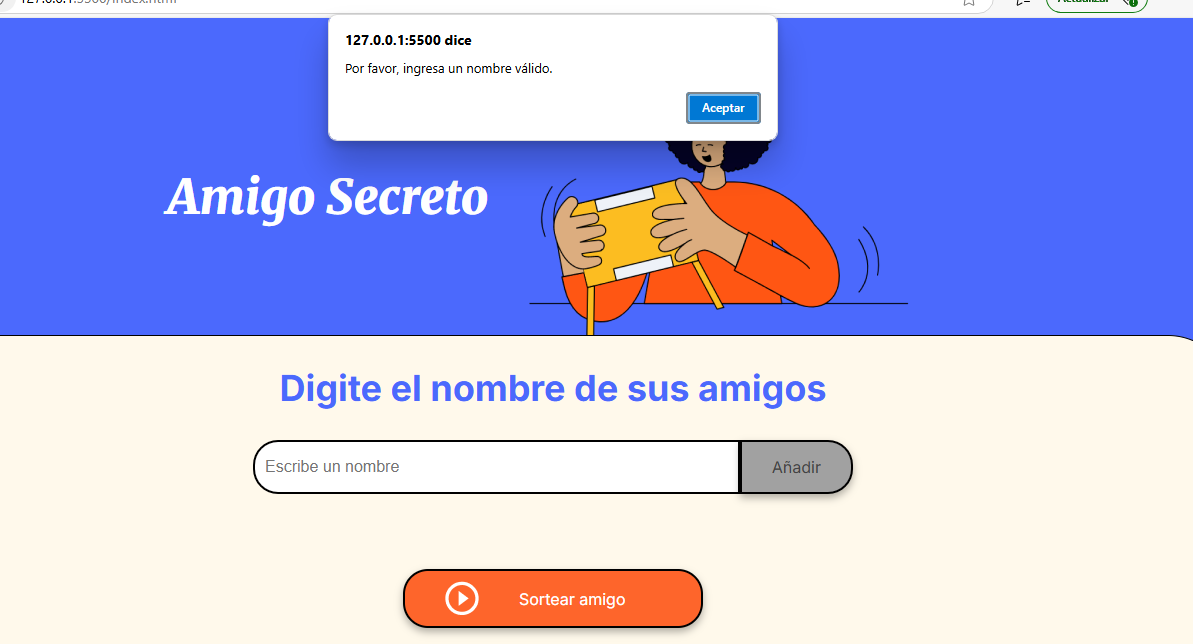 127.0.0.1:5500/index.html
Actualizar
127.0.0.1:5500 dice
Por favor, ingresa un nombre válido.
Aceptar
Amigo Secreto
Digite el nombre de sus amigos
Escribe un nombre
Añadir
Sortear amigo